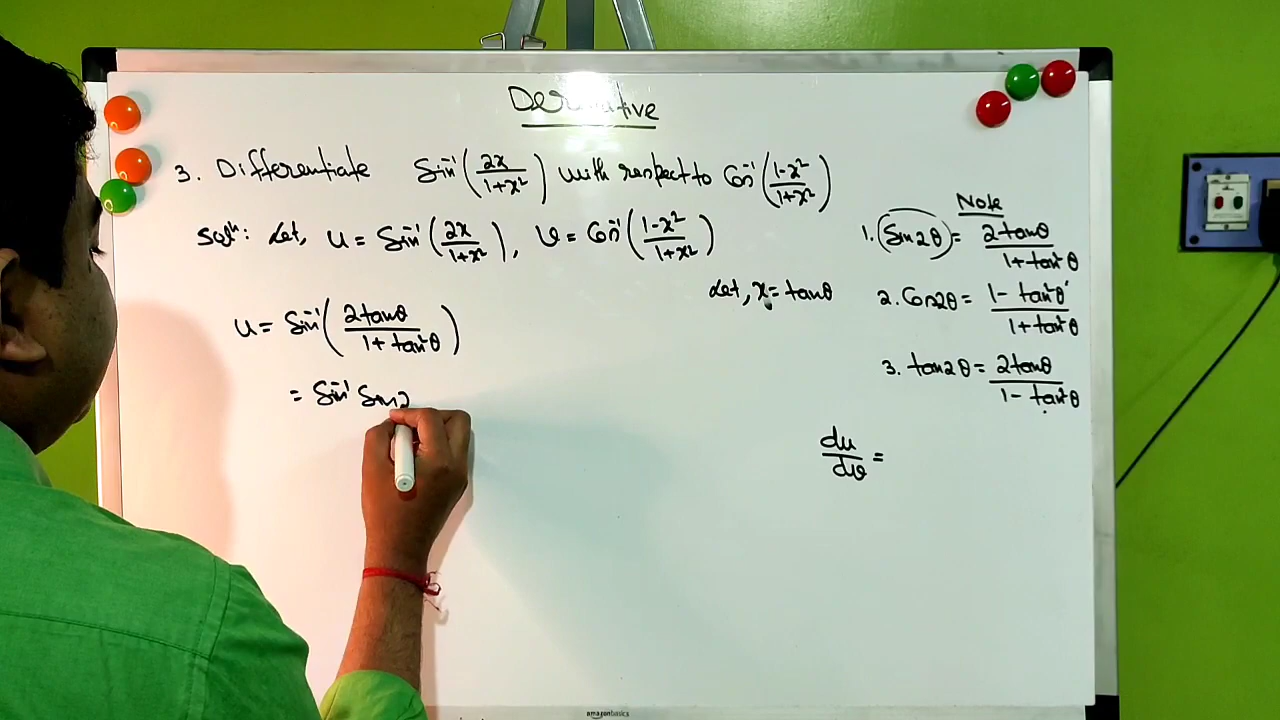 Derivative
3. Differentiate Sin⁻¹(2x/1+x²) with respect to Cos⁻¹(1-x²/1+x²)
Solⁿ: Let, u = Sin⁻¹(2x/1+x²), v = Cos⁻¹(1-x²/1+x²)
Let, x = tanθ
u = Sin⁻¹(2tanθ/1+tan²θ)
= Sin⁻¹ Sin2
Note
1. Sin2θ = 2tanθ/1+tan²θ
2. Cos2θ = 1-tan²θ/1+tan²θ
3. tan2θ = 2tanθ/1-tan²θ
du/dv =
amazonbasics